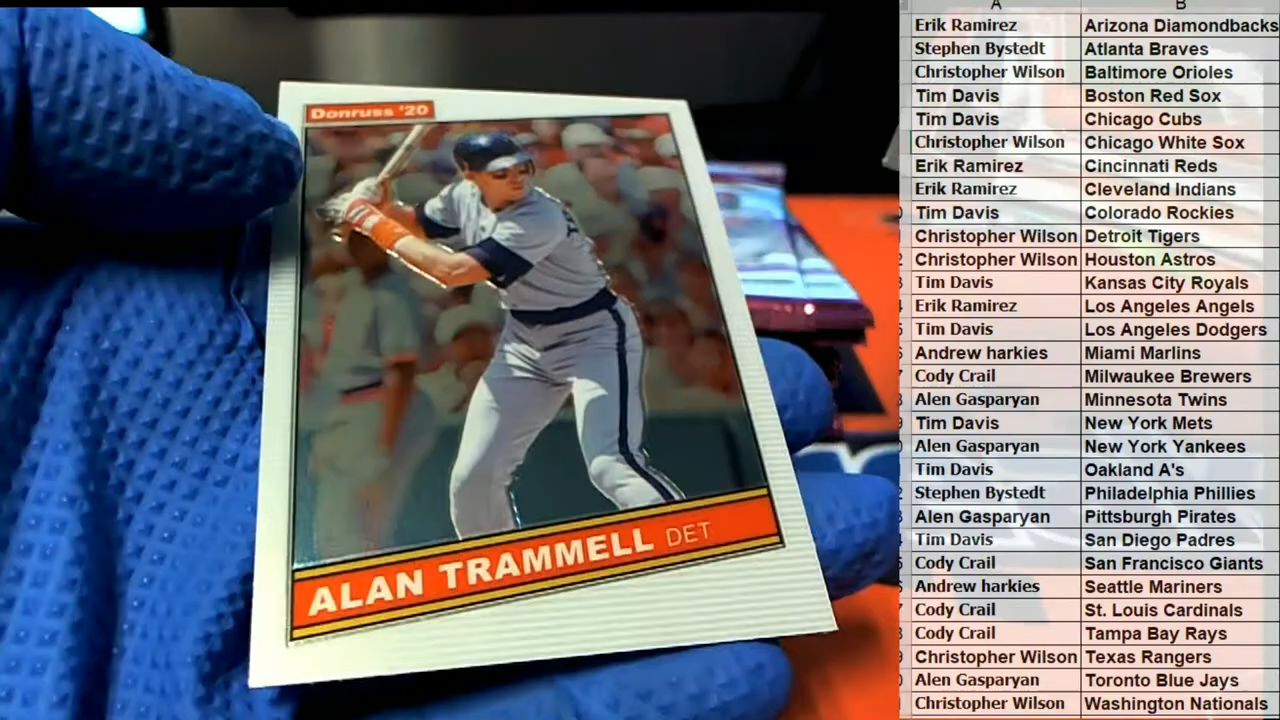 Donruss '20
ALAN TRAMMELL DET
A B
Erik Ramirez Arizona Diamondbacks
Stephen Bystedt Atlanta Braves
Christopher Wilson Baltimore Orioles
Tim Davis Boston Red Sox
Tim Davis Chicago Cubs
Christopher Wilson Chicago White Sox
Erik Ramirez Cincinnati Reds
Erik Ramirez Cleveland Indians
Tim Davis Colorado Rockies
Christopher Wilson Detroit Tigers
Christopher Wilson Houston Astros
Tim Davis Kansas City Royals
Erik Ramirez Los Angeles Angels
Tim Davis Los Angeles Dodgers
Andrew harkies Miami Marlins
Cody Crail Milwaukee Brewers
Alen Gasparyan Minnesota Twins
Tim Davis New York Mets
Alen Gasparyan New York Yankees
Tim Davis Oakland A's
Stephen Bystedt Philadelphia Phillies
Alen Gasparyan Pittsburgh Pirates
Tim Davis San Diego Padres
Cody Crail San Francisco Giants
Andrew harkies Seattle Mariners
Cody Crail St. Louis Cardinals
Cody Crail Tampa Bay Rays
Christopher Wilson Texas Rangers
Alen Gasparyan Toronto Blue Jays
Christopher Wilson Washington Nationals